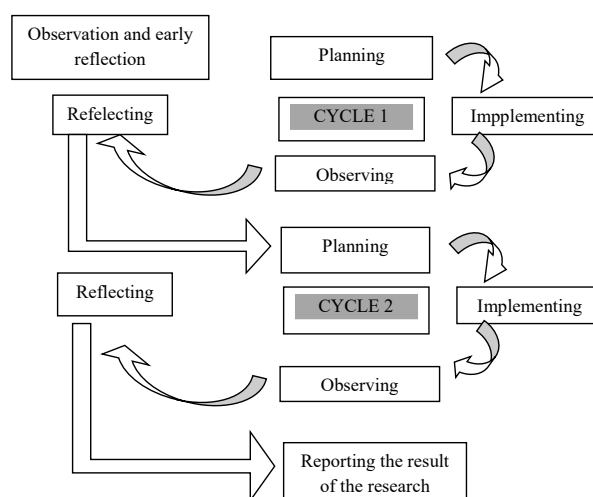 Observation and early
reflection
Planning
Refelecting
CYCLE 1
Impplementing
Observing
Planning
Reflecting
CYCLE 2
Implementing
Observing
Reporting the result
of the research